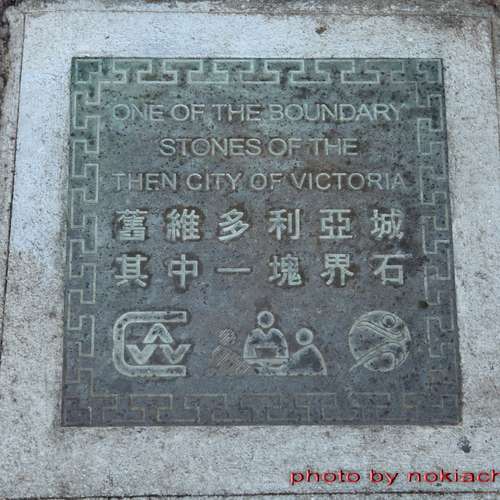 ONE OF THE BOUNDARY
STONES OF THE
THEN CITY OF VICTORIA
舊維多利亞城
其中一塊界石
photo by nokiach